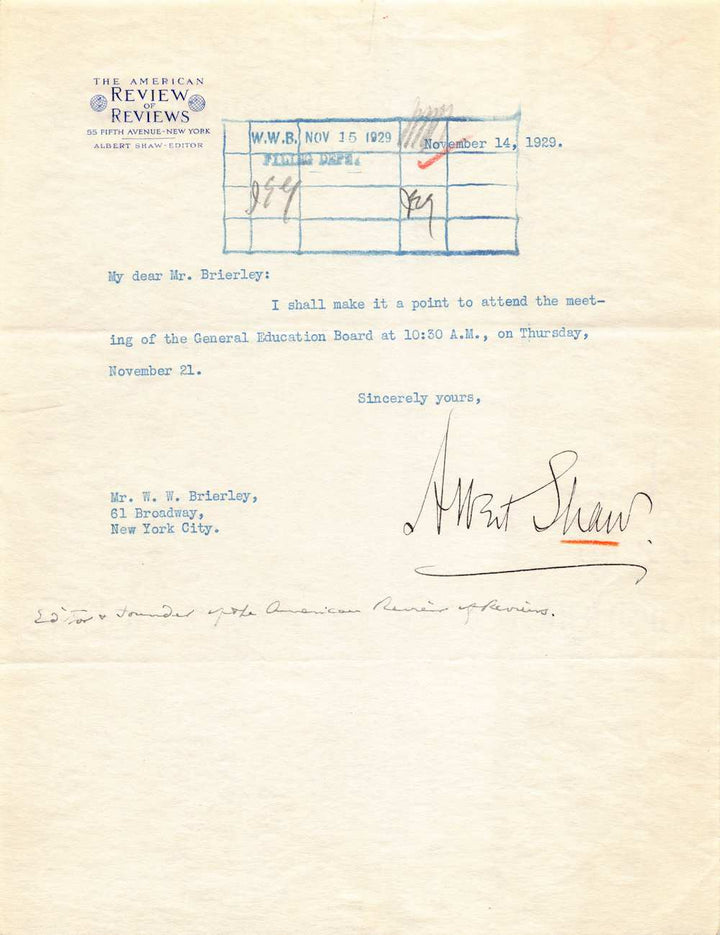 THE AMERICAN
REVIEW
OF
REVIEWS
55 FIFTH AVENUE-NEW YORK
ALBERT SHAW-EDITOR
W.W.B. NOV 15 1929
FILING DEPT.
November 14, 1929.
My dear Mr. Brierley:
I shall make it a point to attend the meet-
ing of the General Education Board at 10:30 A.M., on Thursday,
November 21.
Sincerely yours,
Albert Shaw.
Mr. W. W. Brierley,
61 Broadway,
New York City.
Editor & Founder of the American Review of Reviews.